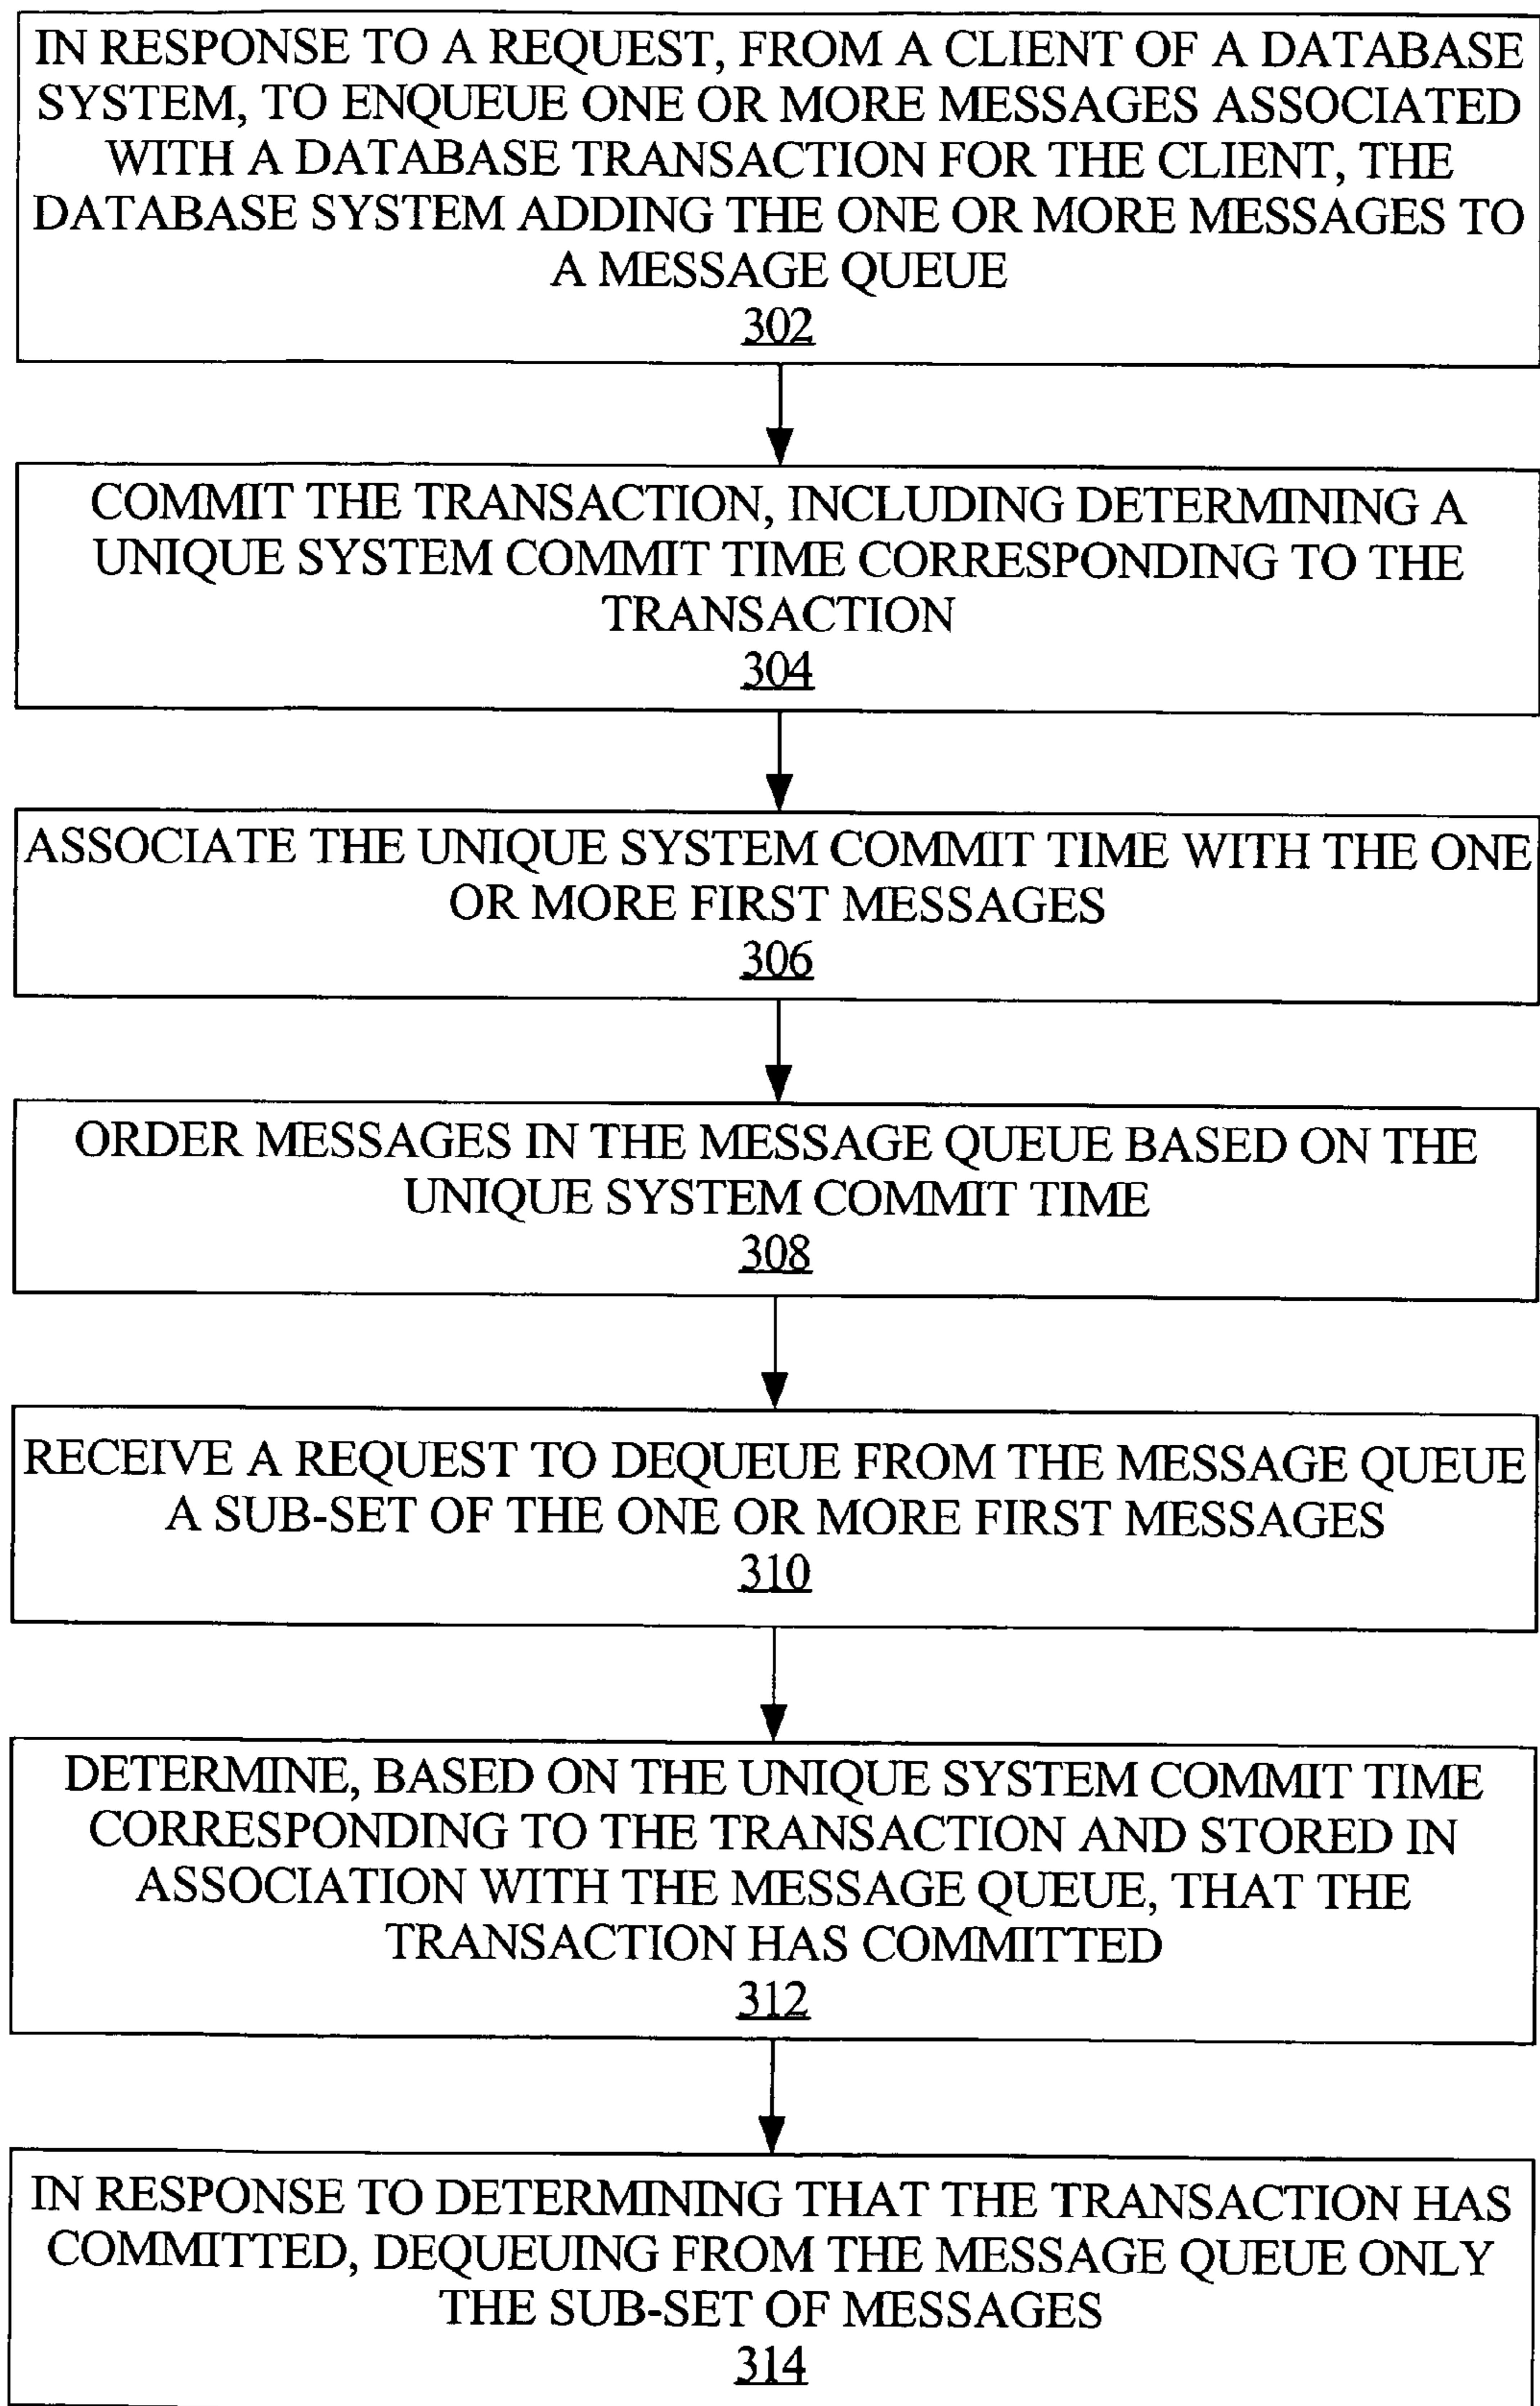 IN RESPONSE TO A REQUEST, FROM A CLIENT OF A DATABASE
SYSTEM, TO ENQUEUE ONE OR MORE MESSAGES ASSOCIATED
WITH A DATABASE TRANSACTION FOR THE CLIENT, THE
DATABASE SYSTEM ADDING THE ONE OR MORE MESSAGES TO
A MESSAGE QUEUE
302
COMMIT THE TRANSACTION, INCLUDING DETERMINING A
UNIQUE SYSTEM COMMIT TIME CORRESPONDING TO THE
TRANSACTION
304
ASSOCIATE THE UNIQUE SYSTEM COMMIT TIME WITH THE ONE
OR MORE FIRST MESSAGES
306
ORDER MESSAGES IN THE MESSAGE QUEUE BASED ON THE
UNIQUE SYSTEM COMMIT TIME
308
RECEIVE A REQUEST TO DEQUEUE FROM THE MESSAGE QUEUE
A SUB-SET OF THE ONE OR MORE FIRST MESSAGES
310
DETERMINE, BASED ON THE UNIQUE SYSTEM COMMIT TIME
CORRESPONDING TO THE TRANSACTION AND STORED IN
ASSOCIATION WITH THE MESSAGE QUEUE, THAT THE
TRANSACTION HAS COMMITTED
312
IN RESPONSE TO DETERMINING THAT THE TRANSACTION HAS
COMMITTED, DEQUEUING FROM THE MESSAGE QUEUE ONLY
THE SUB-SET OF MESSAGES
314